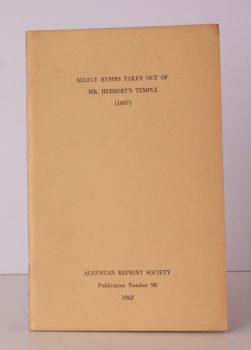 SELECT HYMNS TAKEN OUT OF
MR. HERBERT'S TEMPLE
(1697)
AUGUSTAN REPRINT SOCIETY
Publication Number 98
1962